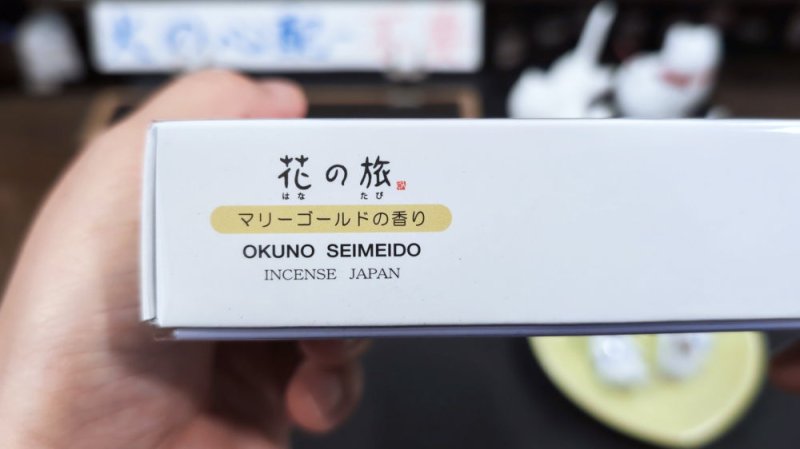 花の旅
はな たび
マリーゴールドの香り
OKUNO SEIMEIDO
INCENSE JAPAN